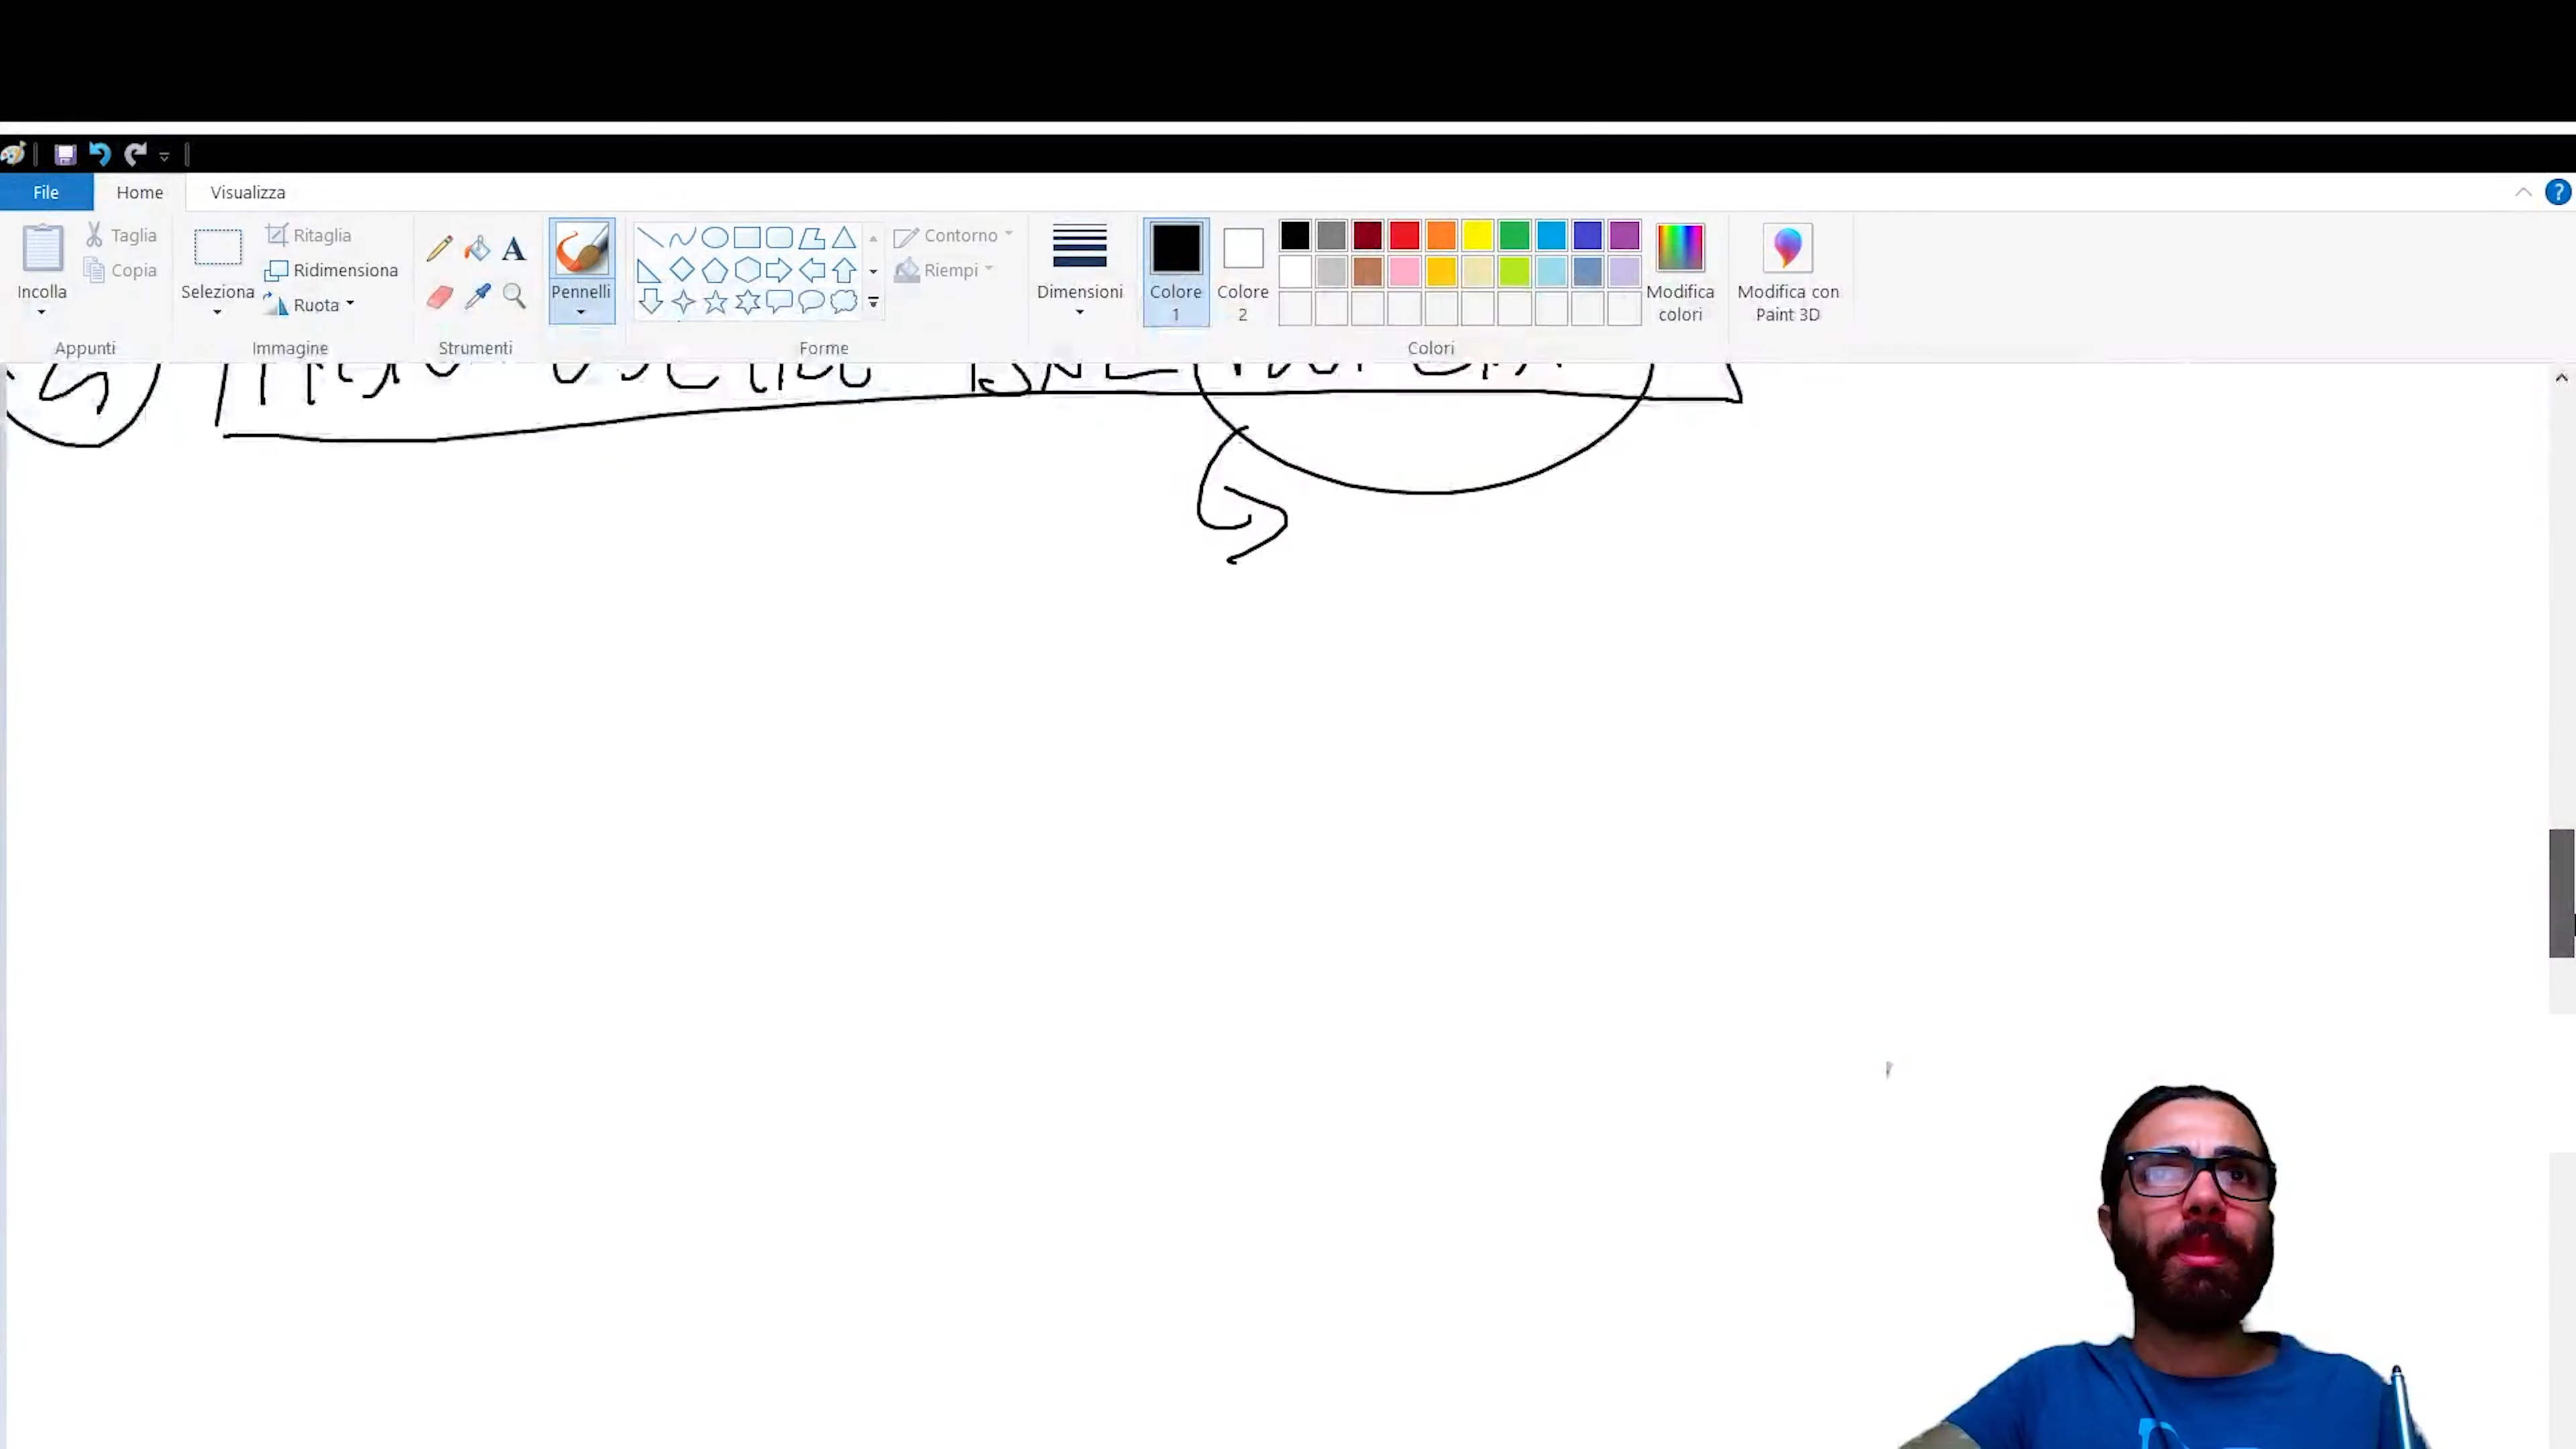 File Home Visualizza
Taglia Ritaglia Contorno
Copia Ridimensiona Riempi
Incolla Seleziona Ruota Pennelli Dimensioni Colore 1 Colore 2 Modifica colori Modifica con Paint 3D
Appunti Immagine Strumenti Forme Colori